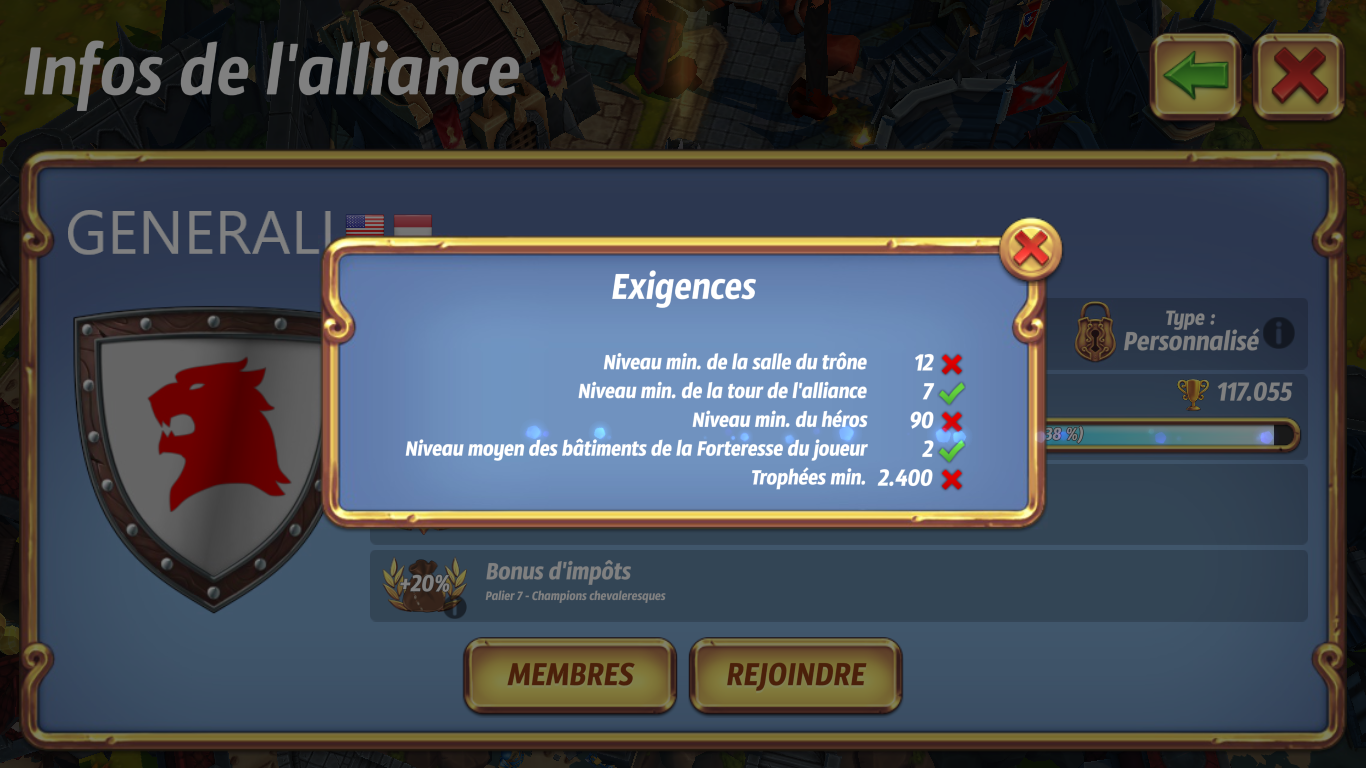 Infos de l'alliance
GENERALI
Exigences
Niveau min. de la salle du trône 12
Niveau min. de la tour de l'alliance 7
Niveau min. du héros 90
Niveau moyen des bâtiments de la Forteresse du joueur 2
Trophées min. 2.400
Type :
Personnalisé
i
117.055
38 %)
+20%
i
Bonus d'impôts
Palier 7 - Champions chevaleresques
MEMBRES
REJOINDRE